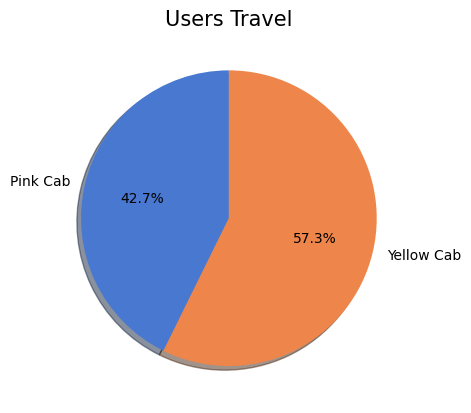 Users Travel
Pink Cab
42.7%
57.3%
Yellow Cab